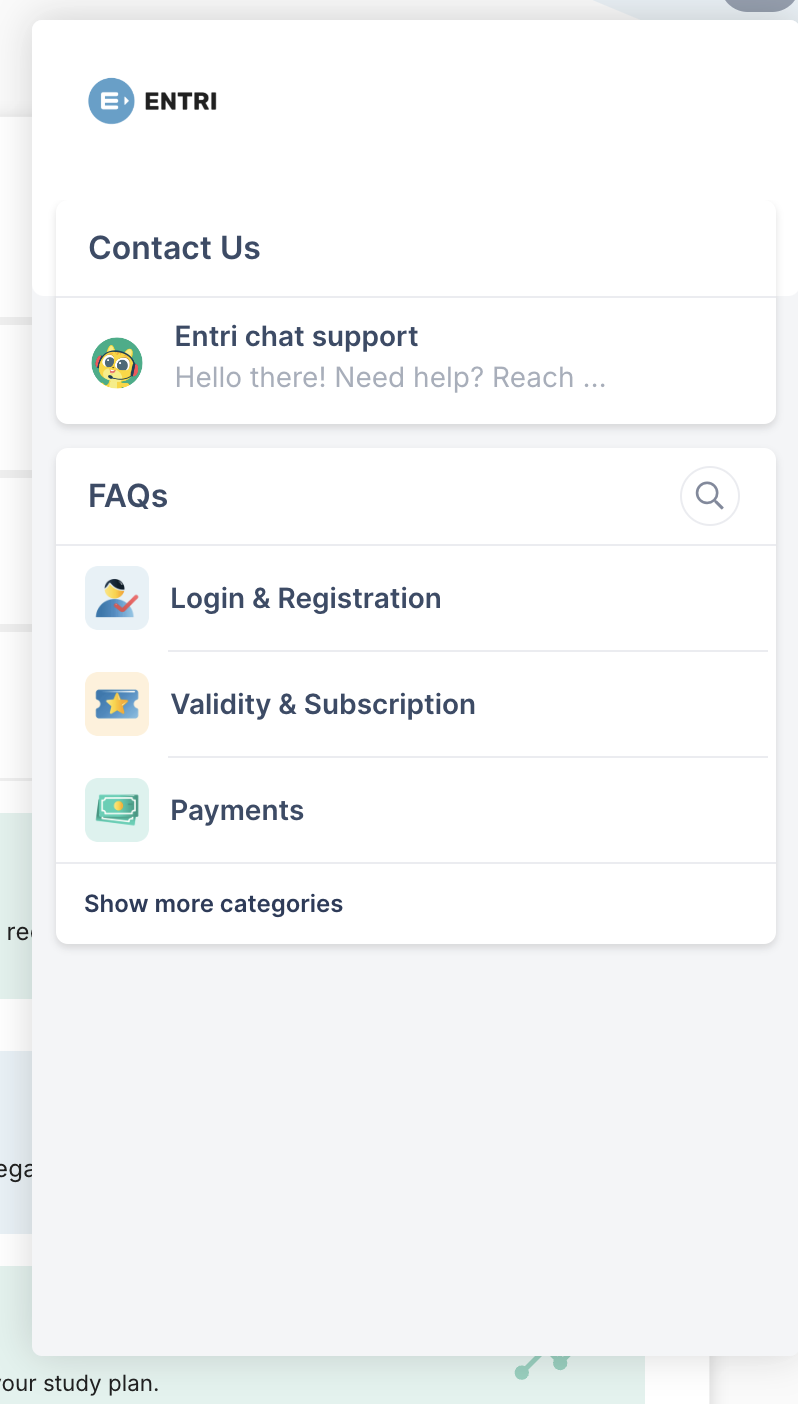 ENTRI
Contact Us
Entri chat support
Hello there! Need help? Reach ...
FAQs
Login & Registration
Validity & Subscription
Payments
Show more categories
your study plan.